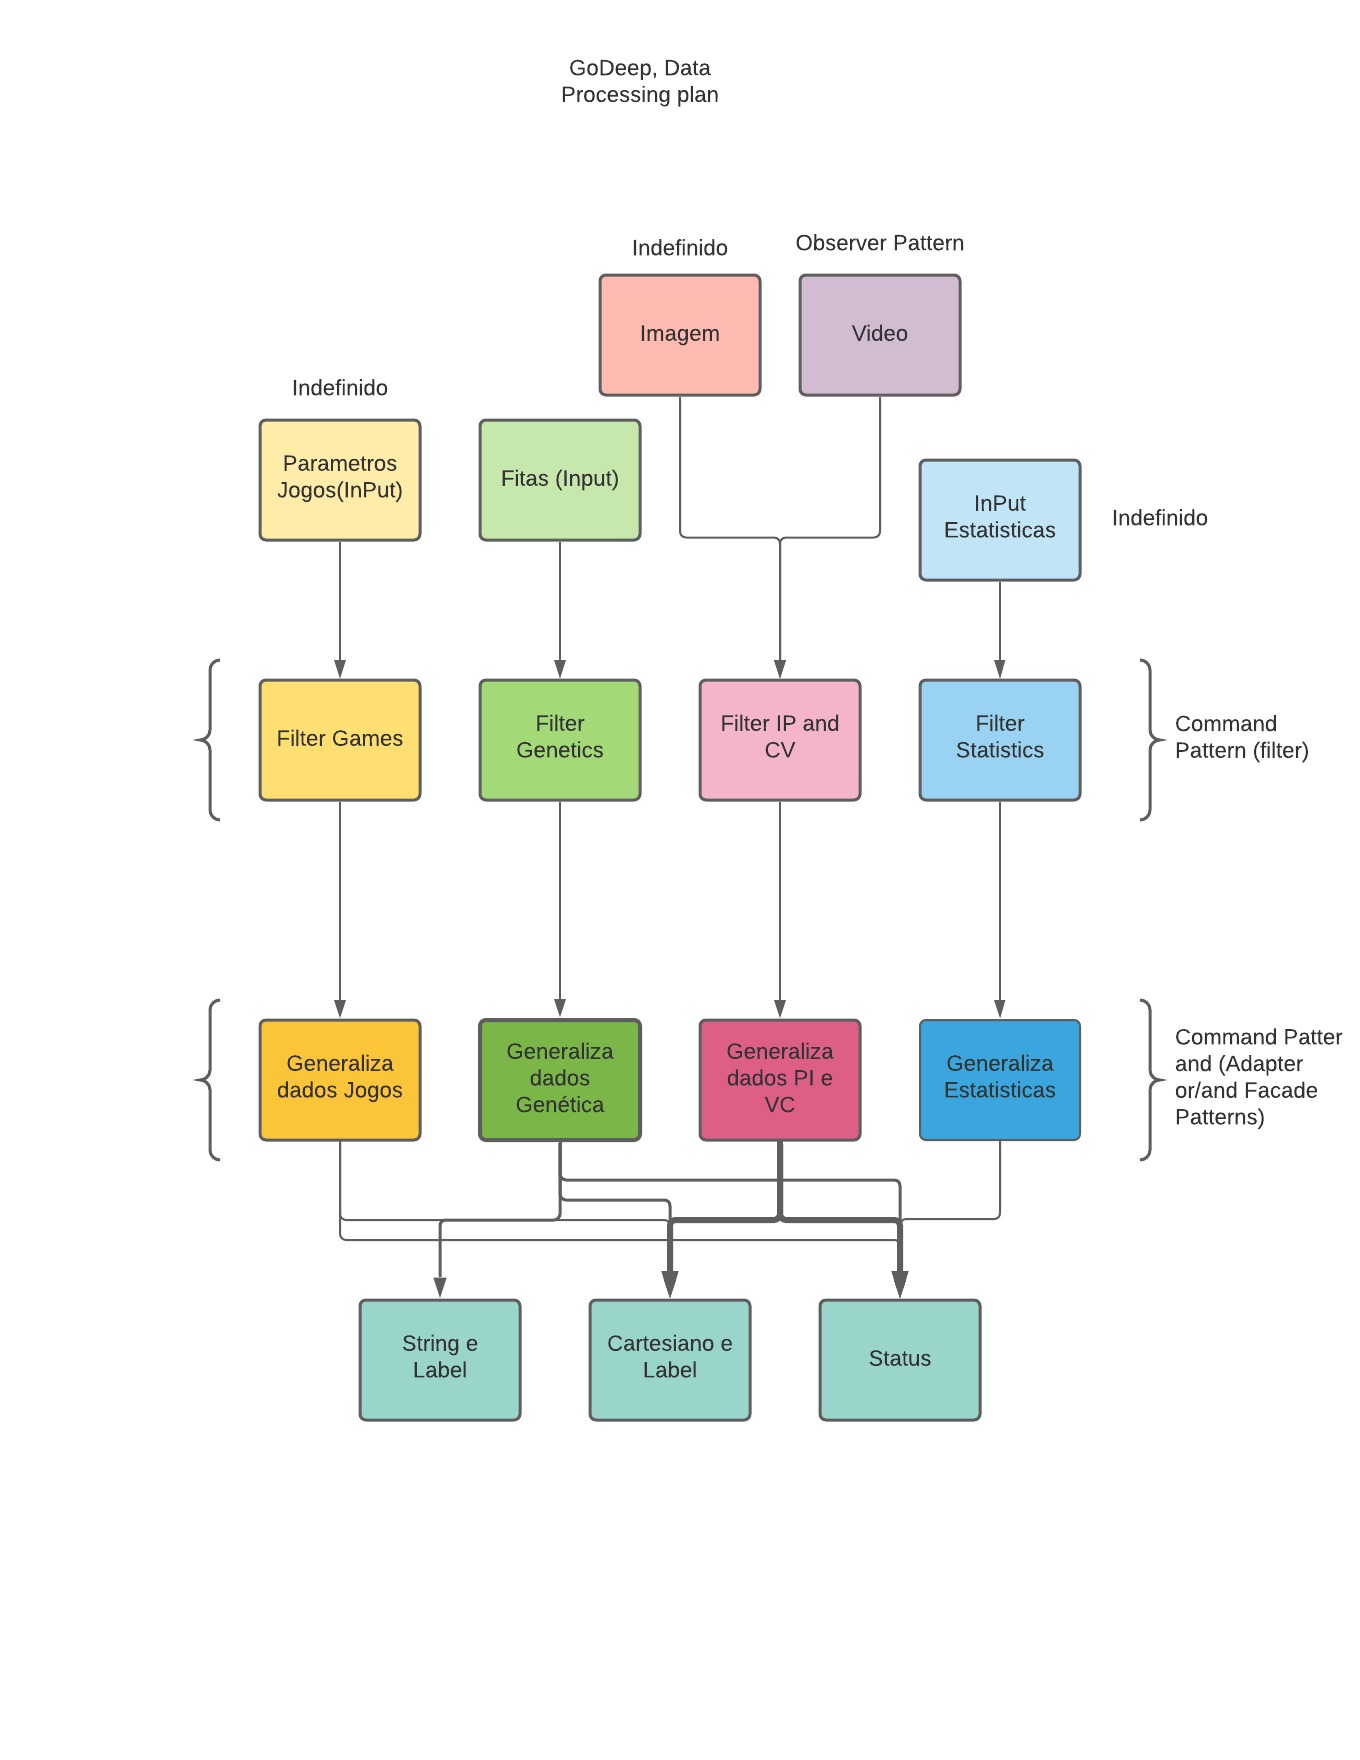 GoDeep, Data
Processing plan
Indefinido
Observer Pattern
Imagem
Video
Indefinido
Parametros
Jogos(InPut)
Fitas (Input)
InPut
Estatisticas
Indefinido
Filter Games
Filter
Genetics
Filter IP and
CV
Filter
Statistics
Command
Pattern (filter)
Generaliza
dados Jogos
Generaliza
dados
Genética
Generaliza
dados PI e
VC
Generaliza
Estatisticas
Command Patter
and (Adapter
or/and Facade
Patterns)
String e
Label
Cartesiano e
Label
Status